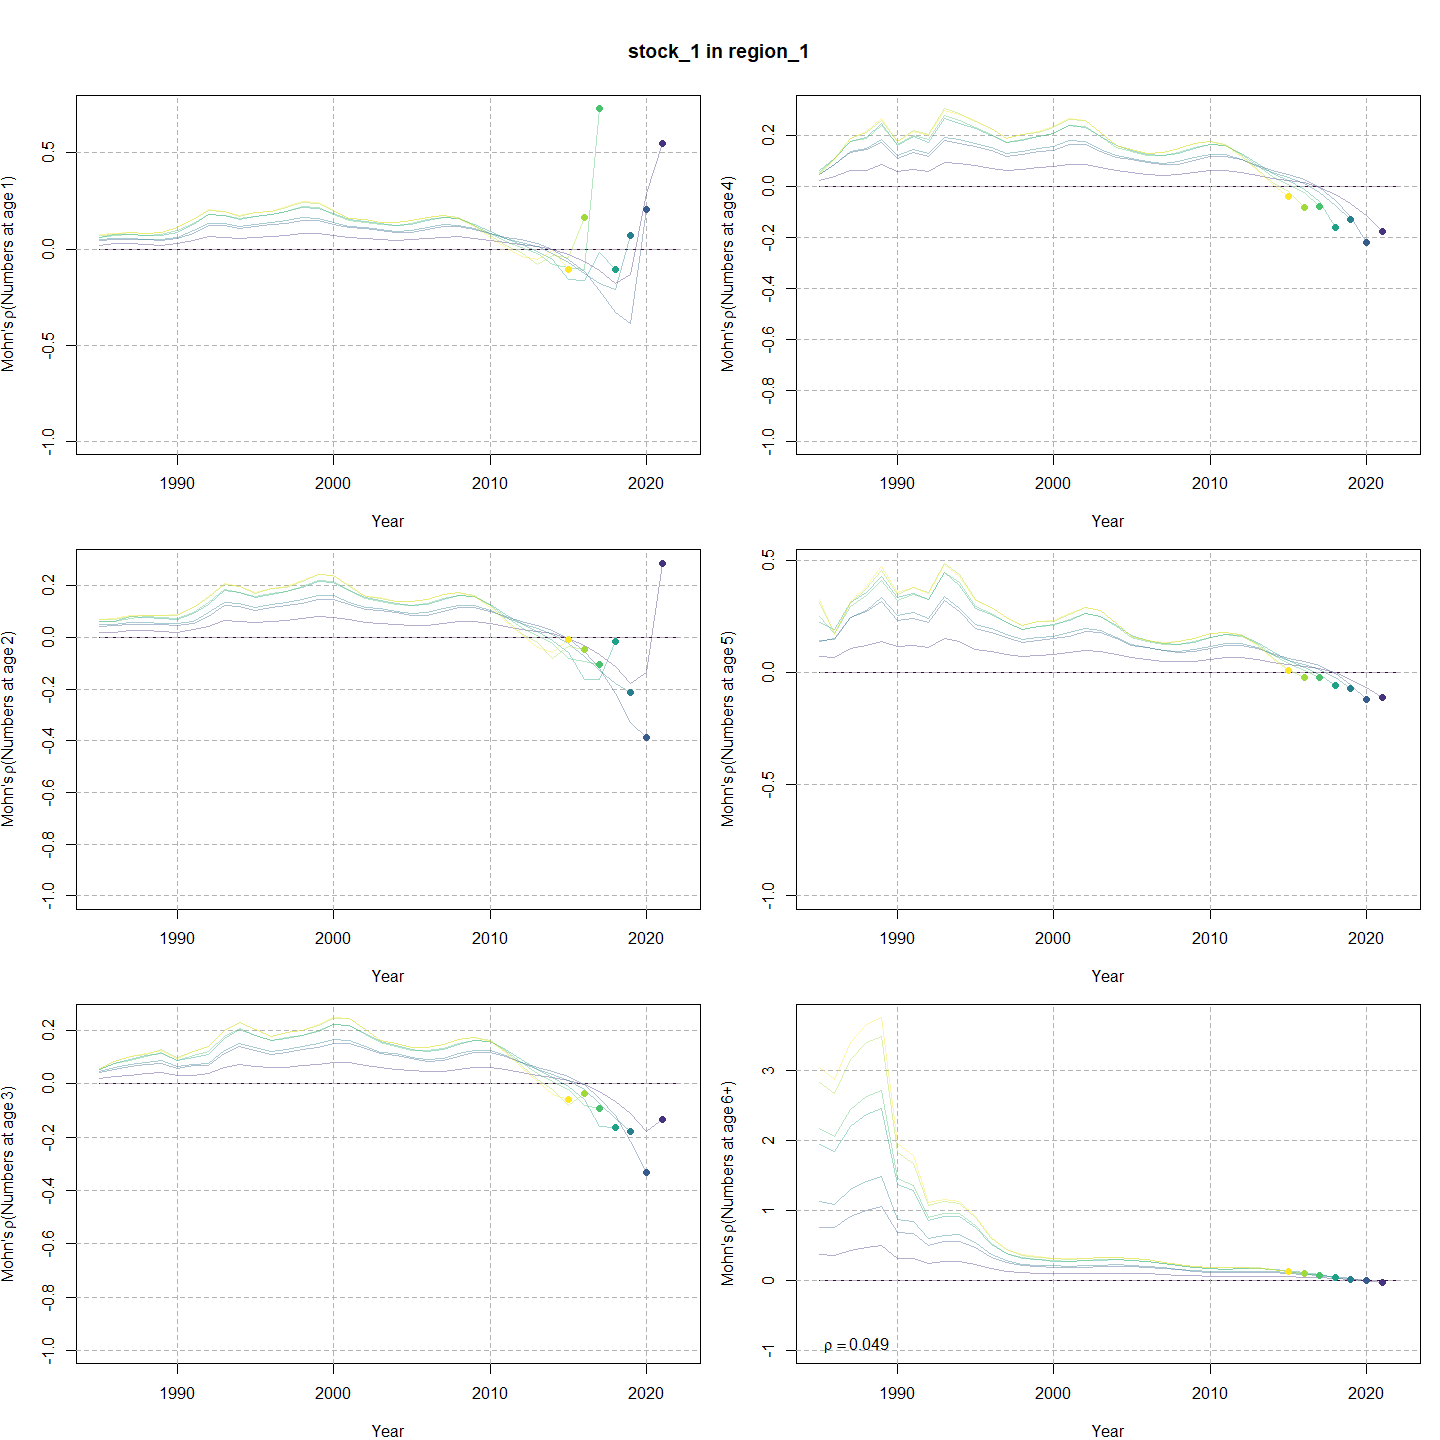 stock_1 in region_1
Mohn's ρ(Numbers at age 1)
0.5
0.0
-0.5
-1.0
1990 2000 2010 2020
Year
Mohn's ρ(Numbers at age 4)
0.2
0.0
-0.2
-0.4
-0.6
-0.8
-1.0
1990 2000 2010 2020
Year
Mohn's ρ(Numbers at age 2)
0.2
0.0
-0.2
-0.4
-0.6
-0.8
-1.0
1990 2000 2010 2020
Year
Mohn's ρ(Numbers at age 5)
0.5
0.0
-0.5
-1.0
1990 2000 2010 2020
Year
Mohn's ρ(Numbers at age 3)
0.2
0.0
-0.2
-0.4
-0.6
-0.8
-1.0
1990 2000 2010 2020
Year
Mohn's ρ(Numbers at age 6+)
3
2
1
0
-1
ρ = 0.049
1990 2000 2010 2020
Year